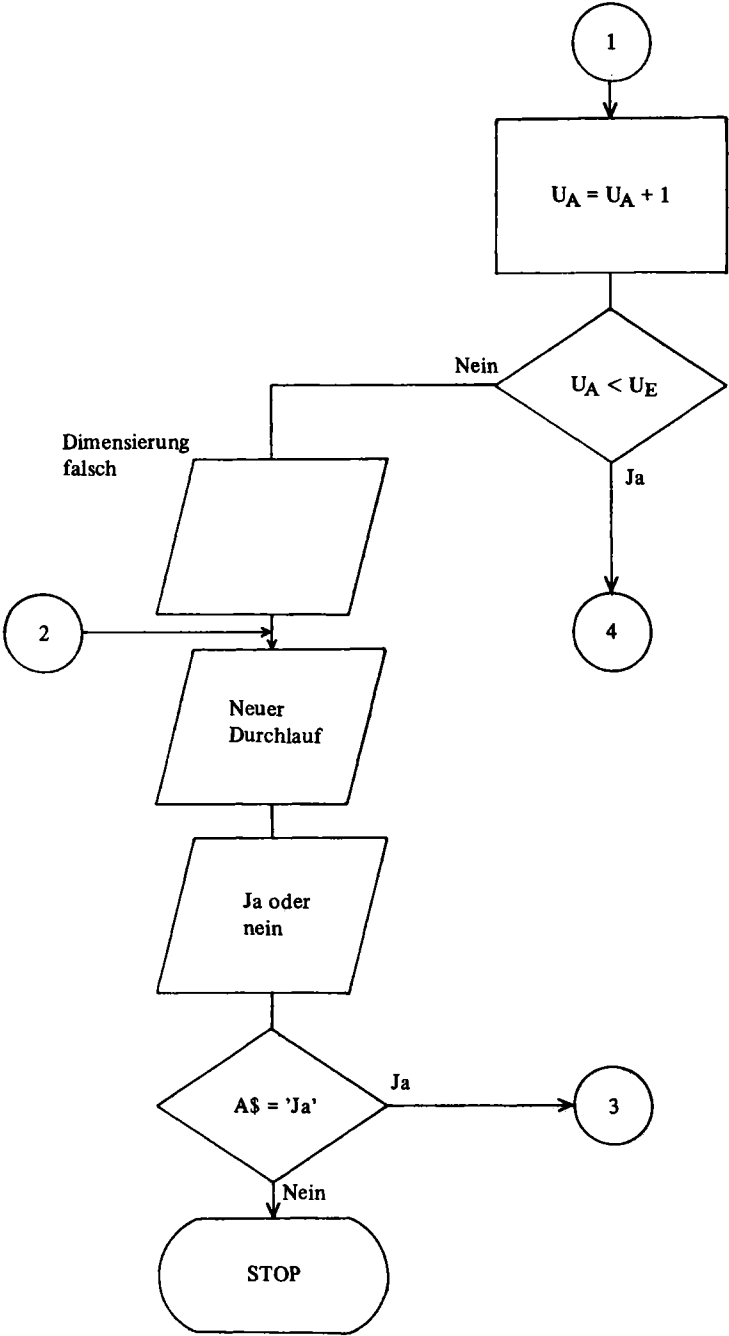 1
U_A = U_A + 1
Nein
U_A < U_E
Dimensierung
falsch
Ja
2
4
Neuer
Durchlauf
Ja oder
nein
A$ = 'Ja'
Ja
3
Nein
STOP